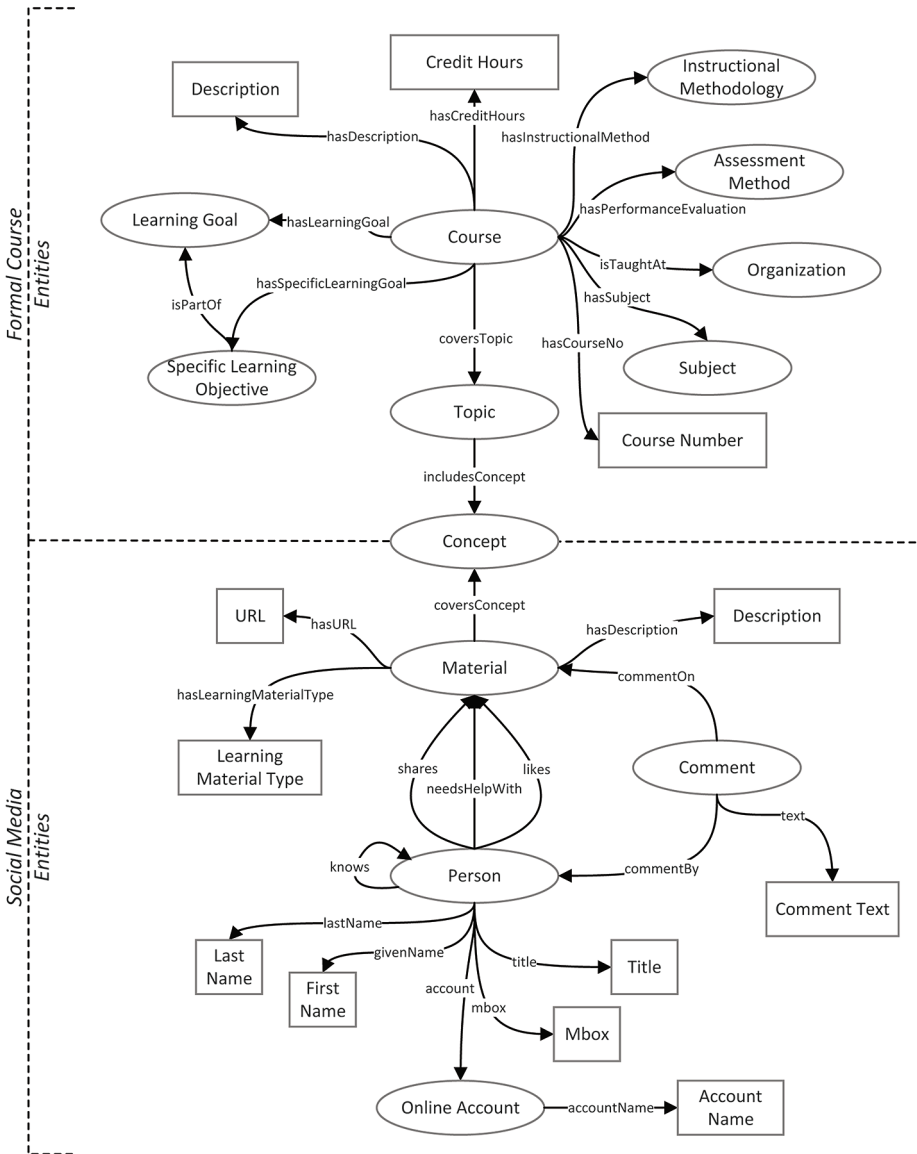 Formal Course
Entities
Credit Hours
Description
Instructional
Methodology
hasCreditHours
hasDescription
hasInstructionalMethod
Assessment
Method
hasPerformanceEvaluation
Learning Goal
hasLearningGoal
Course
isTaughtAt
Organization
hasSpecificLearningGoal
hasSubject
isPartOf
coversTopic
hasCourseNo
Specific Learning
Objective
Subject
Topic
Course Number
includesConcept
Concept
Social Media
Entities
coversConcept
URL
hasURL
hasDescription
Description
Material
commentOn
hasLearningMaterialType
Learning
Material Type
shares
needsHelpWith
likes
Comment
text
knows
Person
commentBy
Comment Text
lastName
Last
Name
givenName
First
Name
title
Title
account
mbox
Mbox
Online Account
accountName
Account
Name